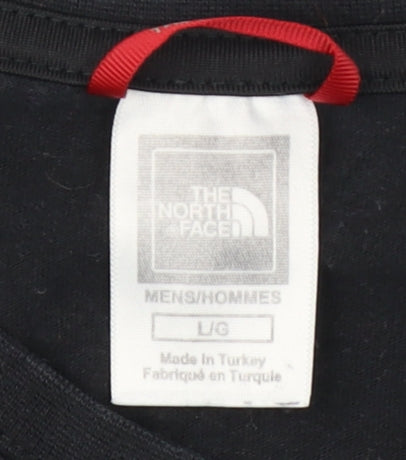 THE
NORTH
FACE
MENS/HOMMES
L/G
Made in Turkey
Fabriqué en Turquie